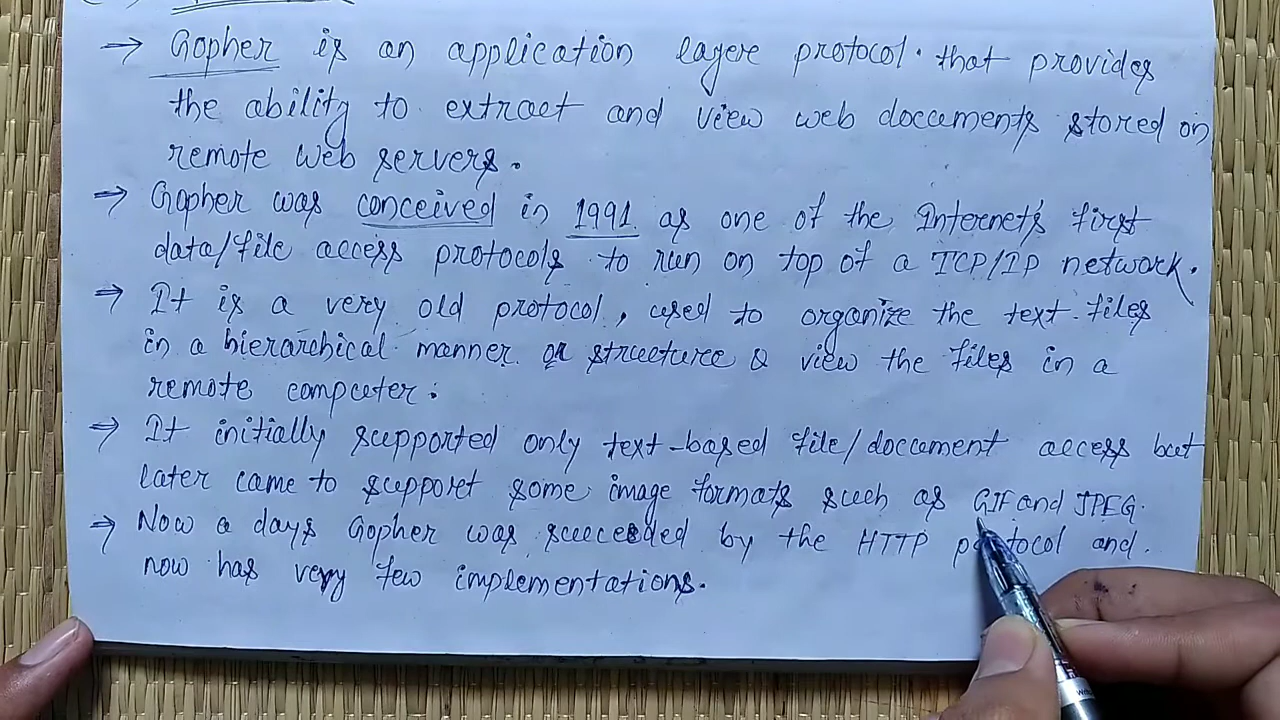 → Gopher is an application layer protocol. that provides
the ability to extract and view web documents stored on
remote web servers.
→ Gopher was conceived in 1991 as one of the Internet's first
data/file access protocols to run on top of a TCP/IP network.
→ It is a very old protocol, used to organize the text files
in a hierarchical manner or structure & view the files in a
remote computer.
→ It initially supported only text-based file/document access but
later came to support some image formats such as GIF and JPEG.
→ Now a days Gopher was succeeded by the HTTP protocol and
now has very few implementations.